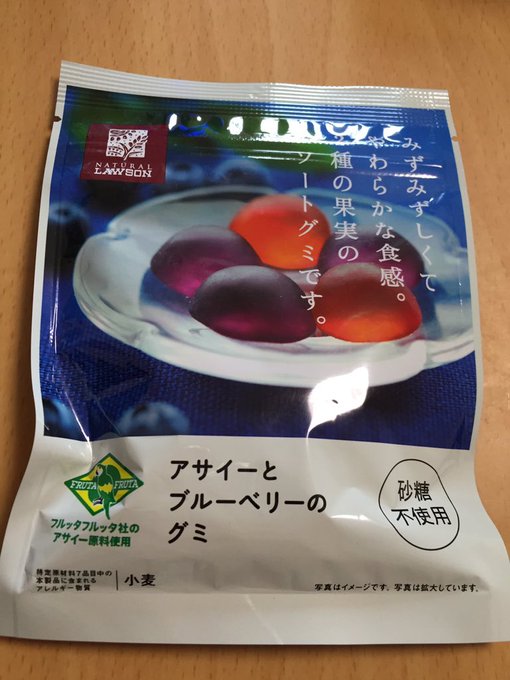 NATURAL
LAWSON
みずみずしくて
やわらかな食感。
種の果実の
ソートグミです。
アサイーと
ブルーベリーの
グミ
砂糖
不使用
FRUTA FRUTA
フルッタフルッタ社の
アサイー原料使用
特定原材料7品目中の
本製品に含まれる
アレルギー物質
小麦
写真はイメージです。写真は拡大しています。